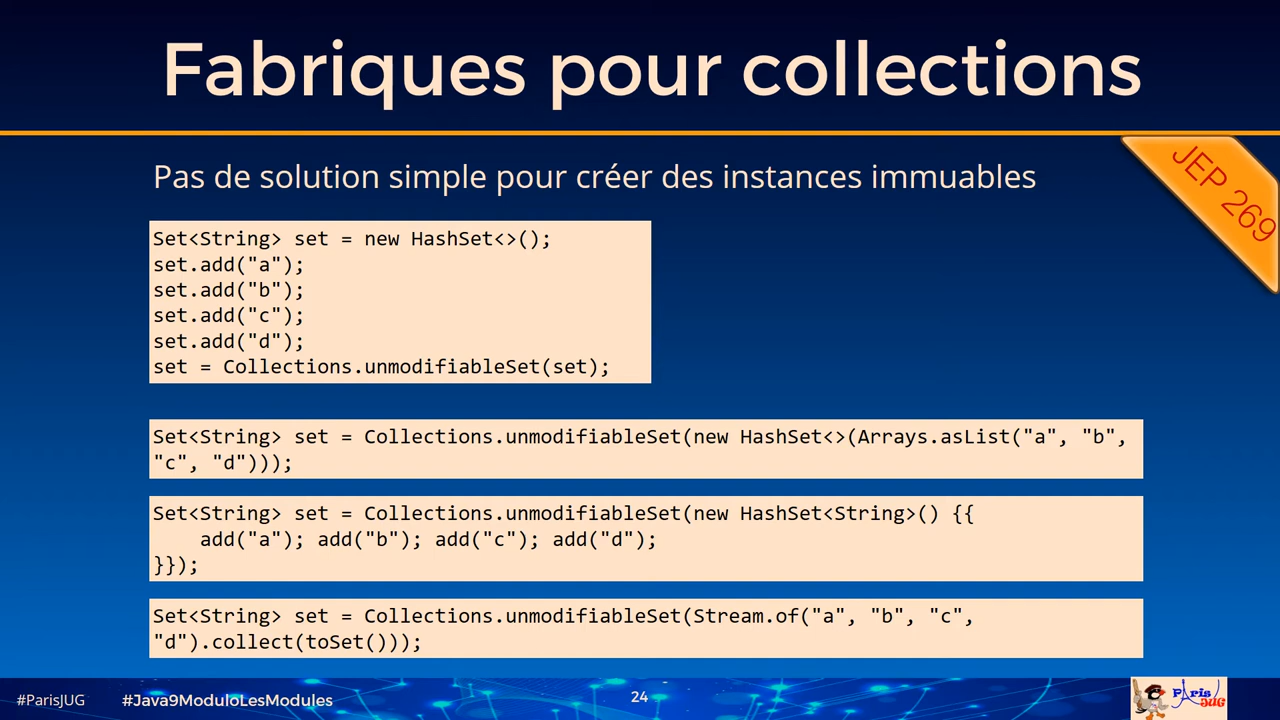 Fabriques pour collections
JEP 269
Pas de solution simple pour créer des instances immuables
Set<String> set = new HashSet<>();
set.add("a");
set.add("b");
set.add("c");
set.add("d");
set = Collections.unmodifiableSet(set);
Set<String> set = Collections.unmodifiableSet(new HashSet<>(Arrays.asList("a", "b",
"c", "d")));
Set<String> set = Collections.unmodifiableSet(new HashSet<String>() {{
    add("a"); add("b"); add("c"); add("d");
}});
Set<String> set = Collections.unmodifiableSet(Stream.of("a", "b", "c",
"d").collect(toSet()));
#ParisJUG #Java9ModuloLesModules 24 Paris
JUG